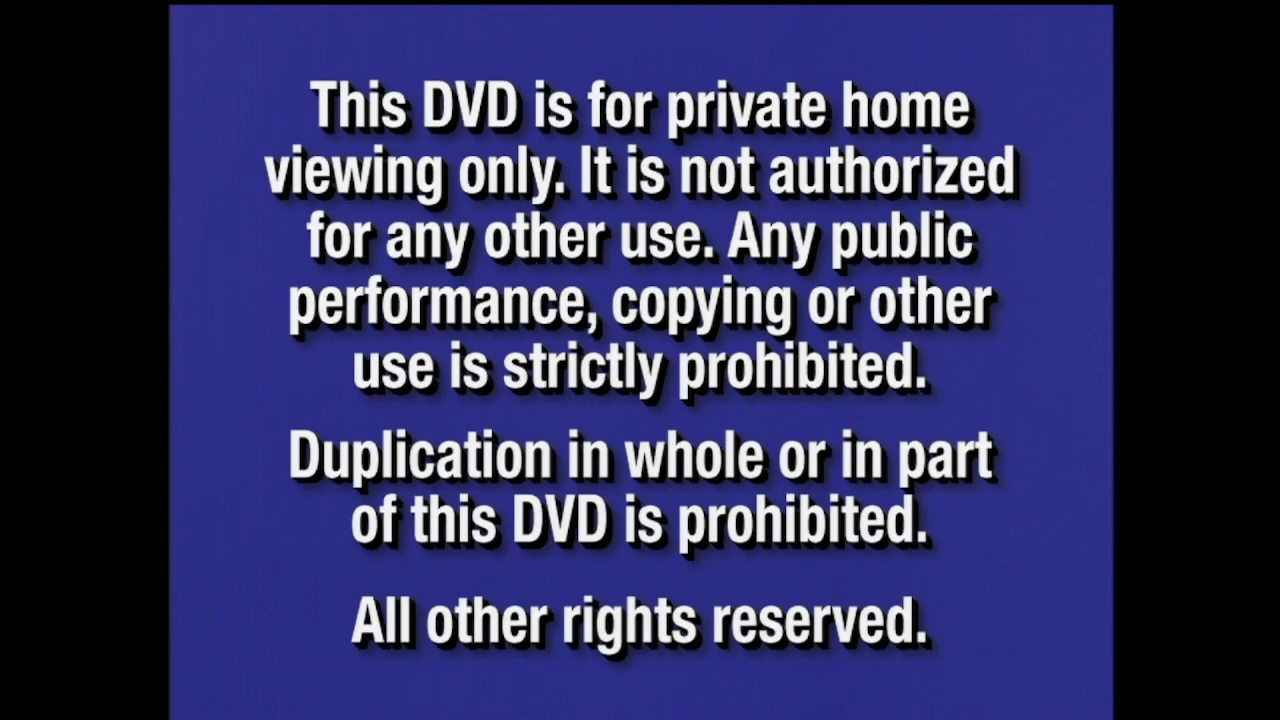 This DVD is for private home
viewing only. It is not authorized
for any other use. Any public
performance, copying or other
use is strictly prohibited.
Duplication in whole or in part
of this DVD is prohibited.
All other rights reserved.